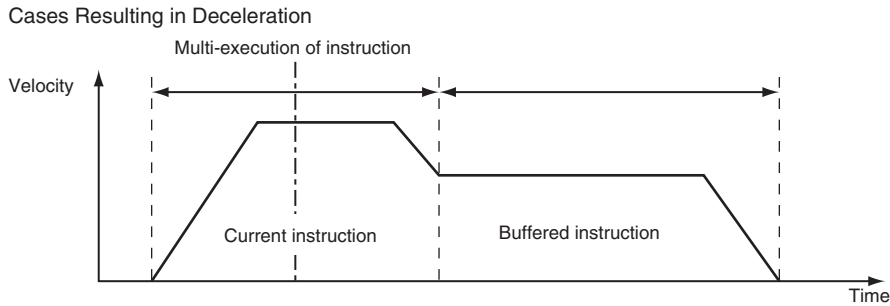 Cases Resulting in Deceleration
Multi-execution of instruction
Velocity
Current instruction
Buffered instruction
Time